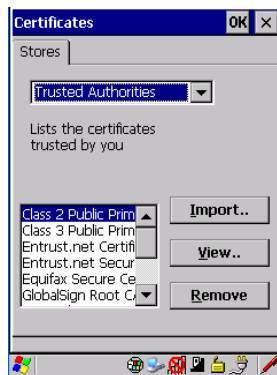 Certificates OK ×
Stores
Trusted Authorities
Lists the certificates
trusted by you
Class 2 Public Prim
Class 3 Public Prim
Entrust.net Certifi
Entrust.net Secur
Equifax Secure Ce
GlobalSign Root C
Import..
View..
Remove